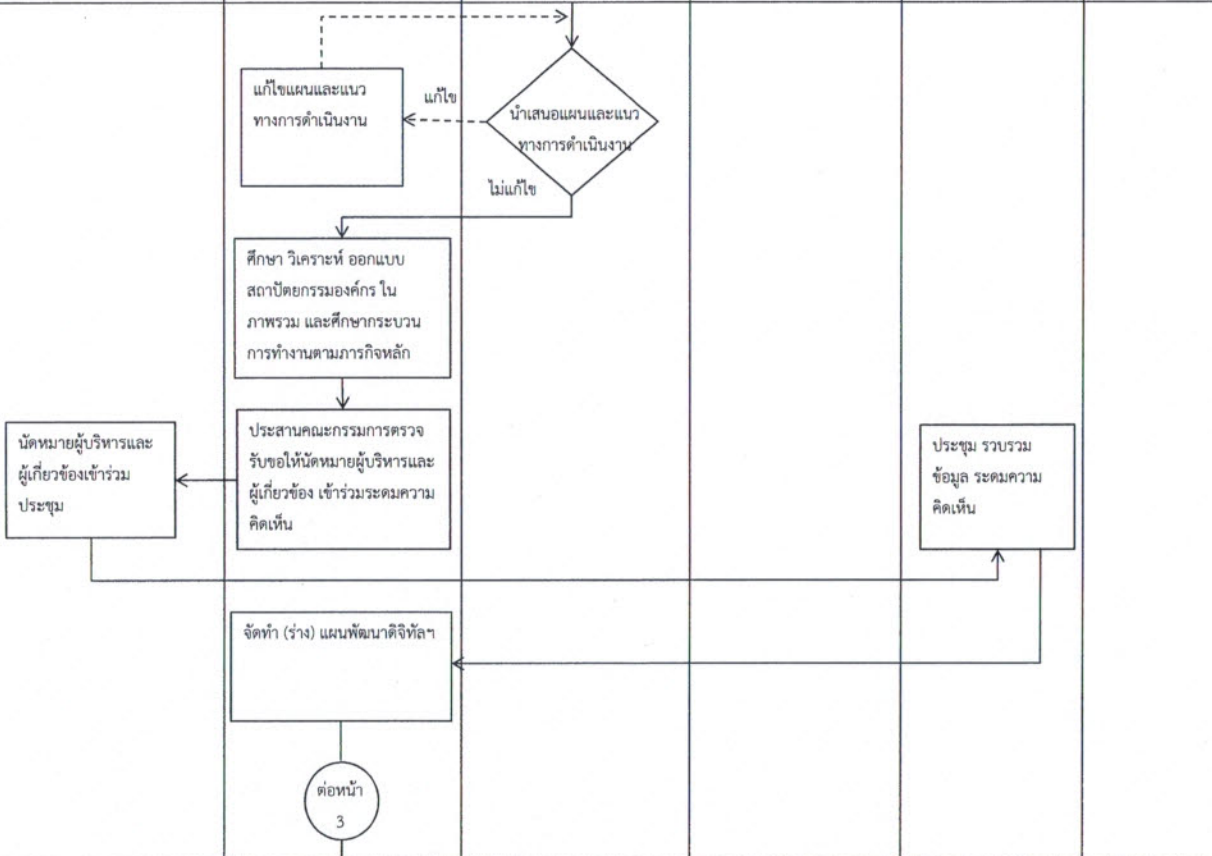 แก้ไขแผนและแนว
ทางการดำเนินงาน
แก้ไข
นำเสนอแผนและแนว
ทางการดำเนินงาน
ไม่แก้ไข
ศึกษา วิเคราะห์ ออกแบบ
สถาปัตยกรรมองค์กร ใน
ภาพรวม และศึกษากระบวน
การทำงานตามภารกิจหลัก
ประสานคณะกรรมการตรวจ
รับขอให้นัดหมายผู้บริหารและ
ผู้เกี่ยวข้อง เข้าร่วมระดมความ
คิดเห็น
นัดหมายผู้บริหารและ
ผู้เกี่ยวข้องเข้าร่วม
ประชุม
ประชุม รวบรวม
ข้อมูล ระดมความ
คิดเห็น
จัดทำ (ร่าง) แผนพัฒนาดิจิทัลฯ
ต่อหน้า
3